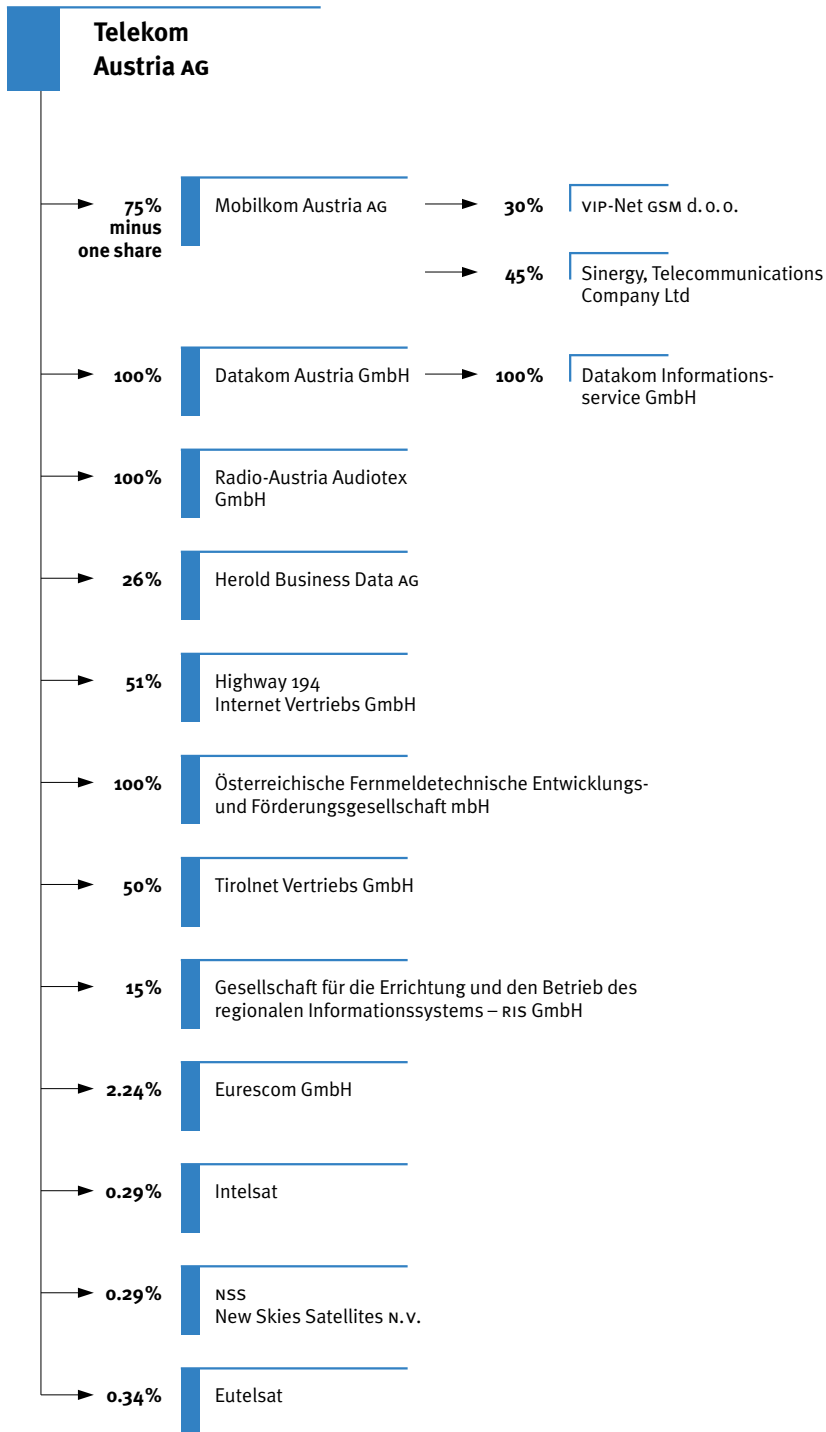 Telekom
Austria AG
75%
minus
one share
Mobilkom Austria AG
30%
VIP-Net GSM d.o.o.
45%
Sinergy, Telecommunications
Company Ltd
100%
Datakom Austria GmbH
100%
Datakom Informations-
service GmbH
100%
Radio-Austria Audiotex
GmbH
26%
Herold Business Data AG
51%
Highway 194
Internet Vertriebs GmbH
100%
Österreichische Fernmeldetechnische Entwicklungs-
und Förderungsgesellschaft mbH
50%
Tirolnet Vertriebs GmbH
15%
Gesellschaft für die Errichtung und den Betrieb des
regionalen Informationssystems – RIS GmbH
2.24%
Eurescom GmbH
0.29%
Intelsat
0.29%
NSS
New Skies Satellites N.V.
0.34%
Eutelsat